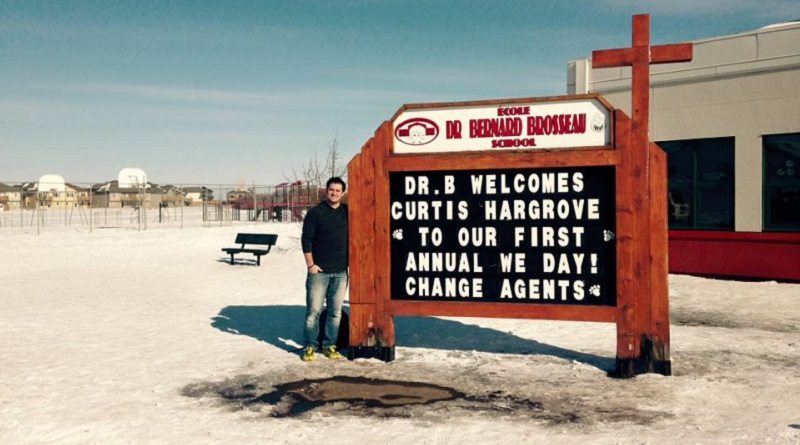 ÉCOLE
DR BERNARD BROSSEAU
SCHOOL
DR.B WELCOMES
CURTIS HARGROVE
TO OUR FIRST
ANNUAL WE DAY!
CHANGE AGENTS